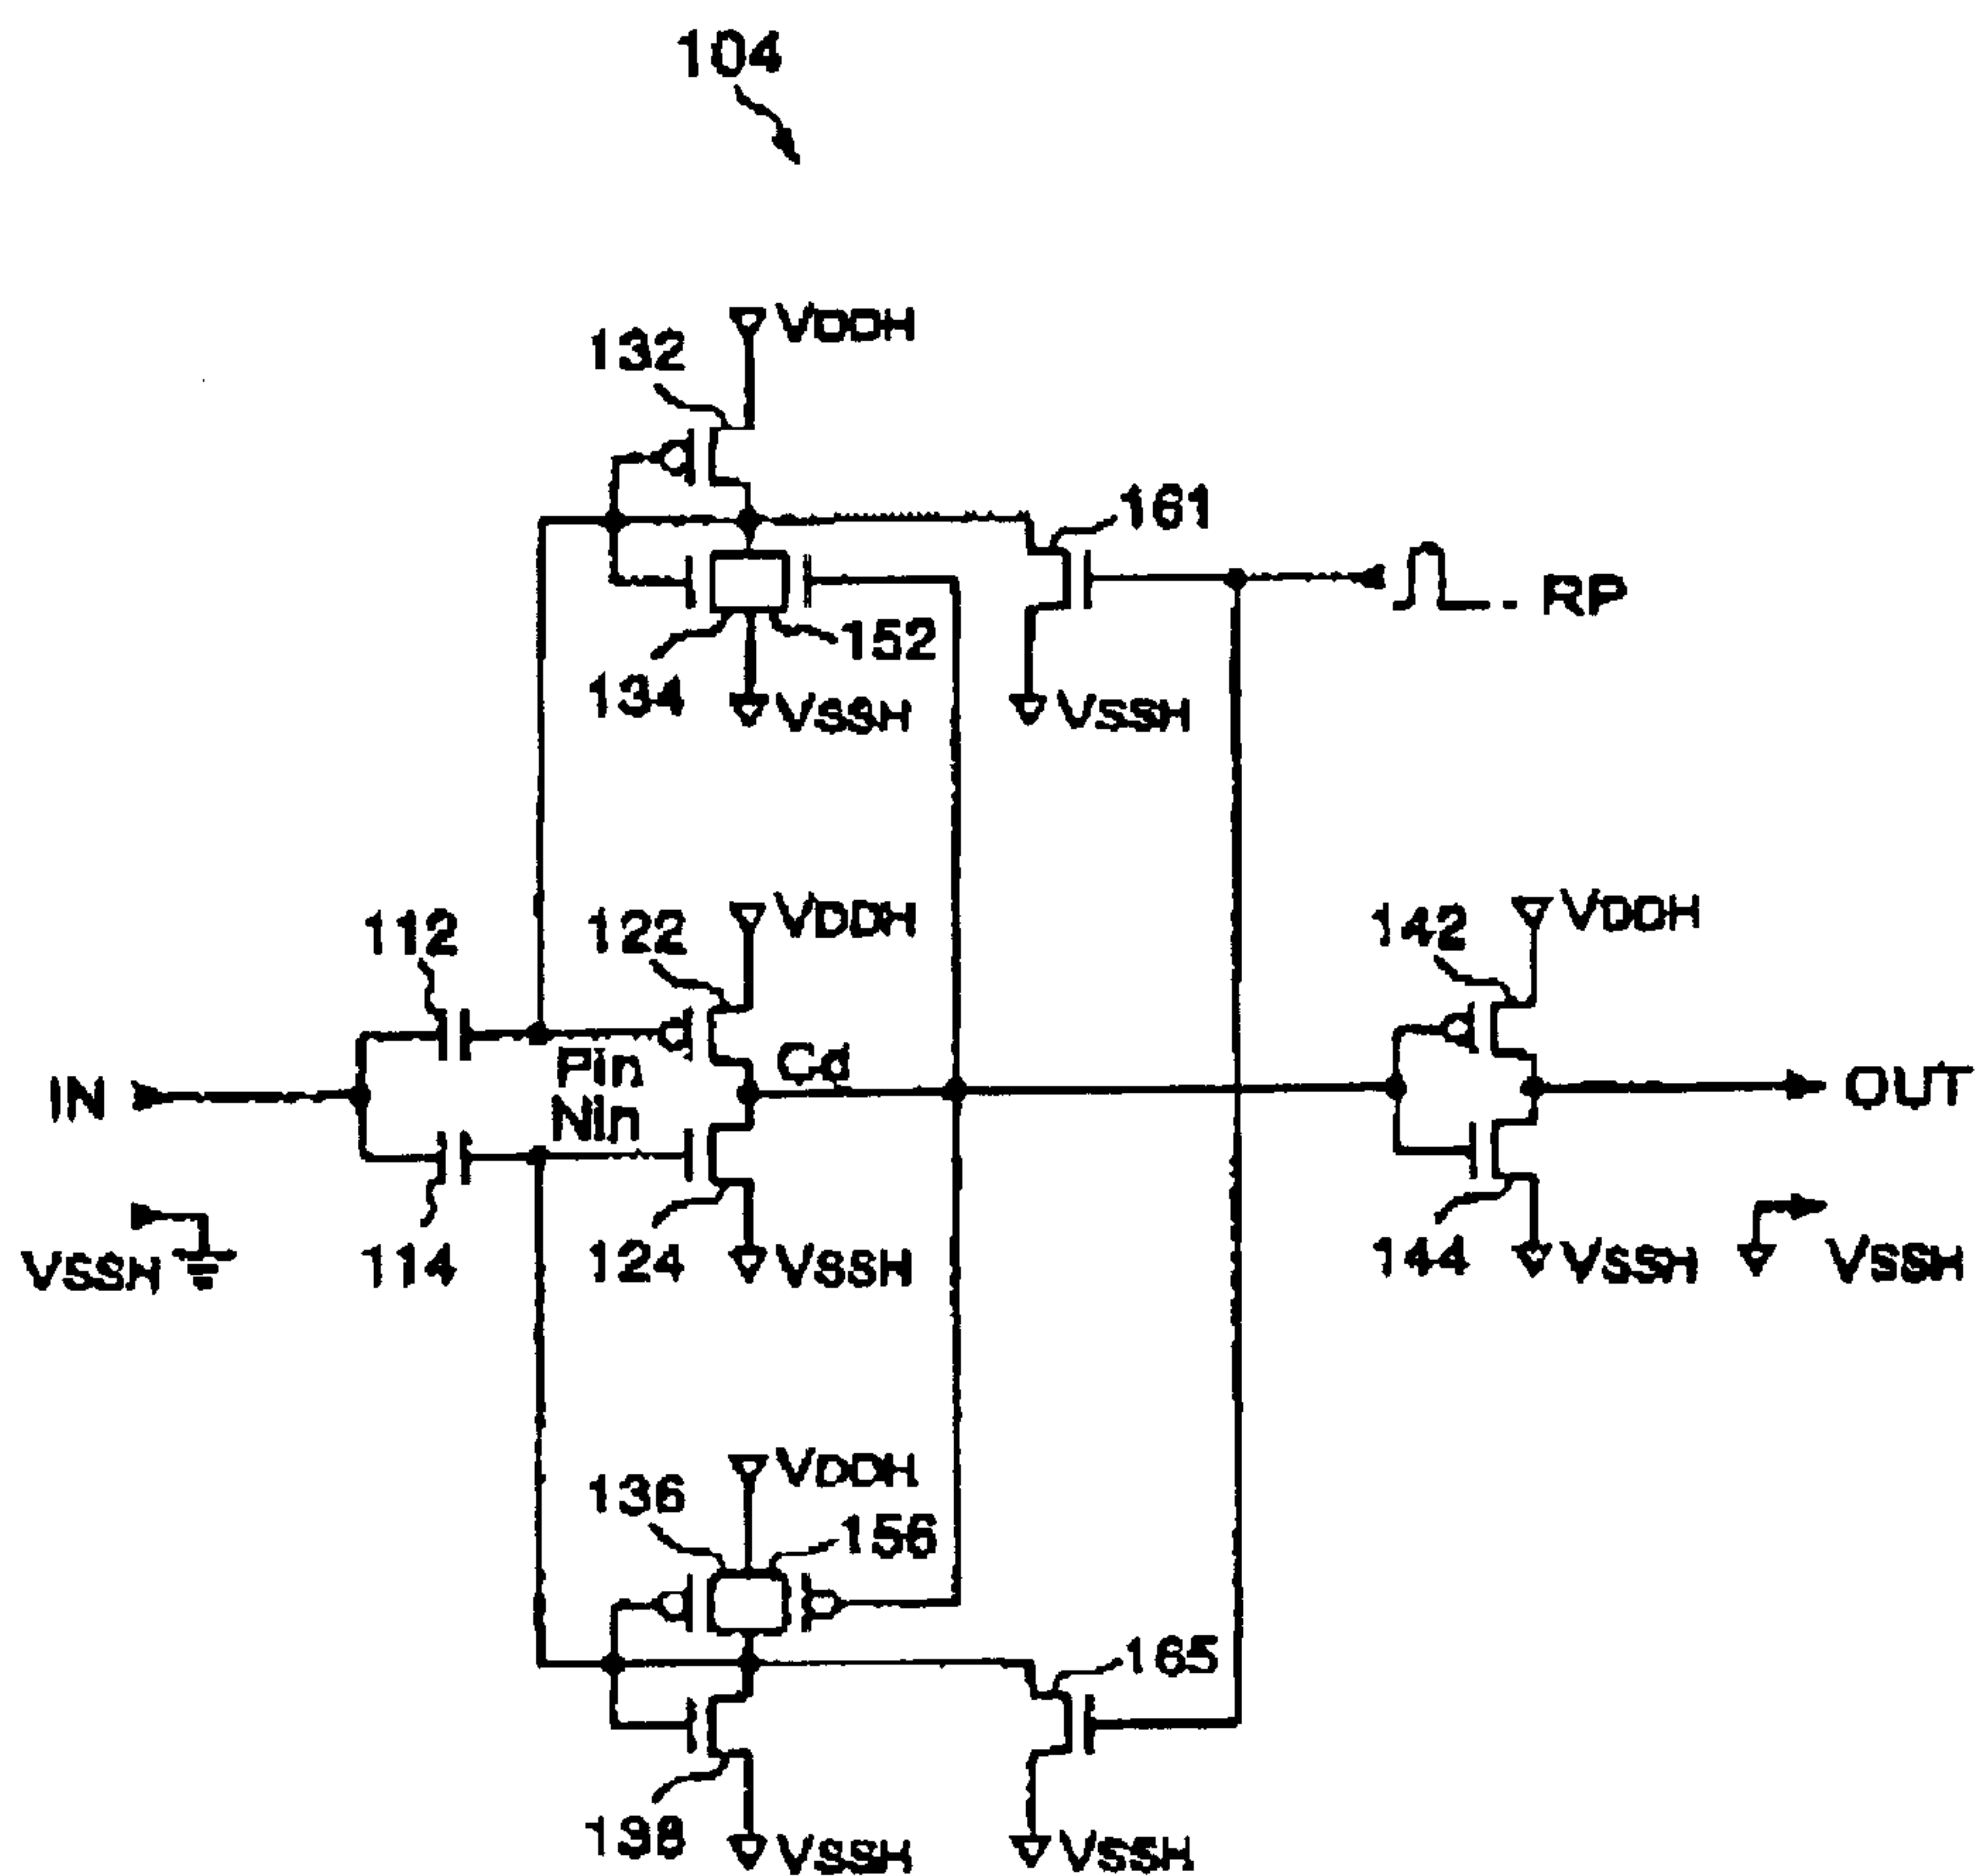 104
132
VDDH
161
RP
152
134
VSSH
VSSH
112
122
VDDH
142
VDDH
Pin
Cd
IN
Nin
OUT
VSSN
114
124
VSSH
144
VSSH
VSSH
136
VDDH
156
165
138
VSSH
VSSH